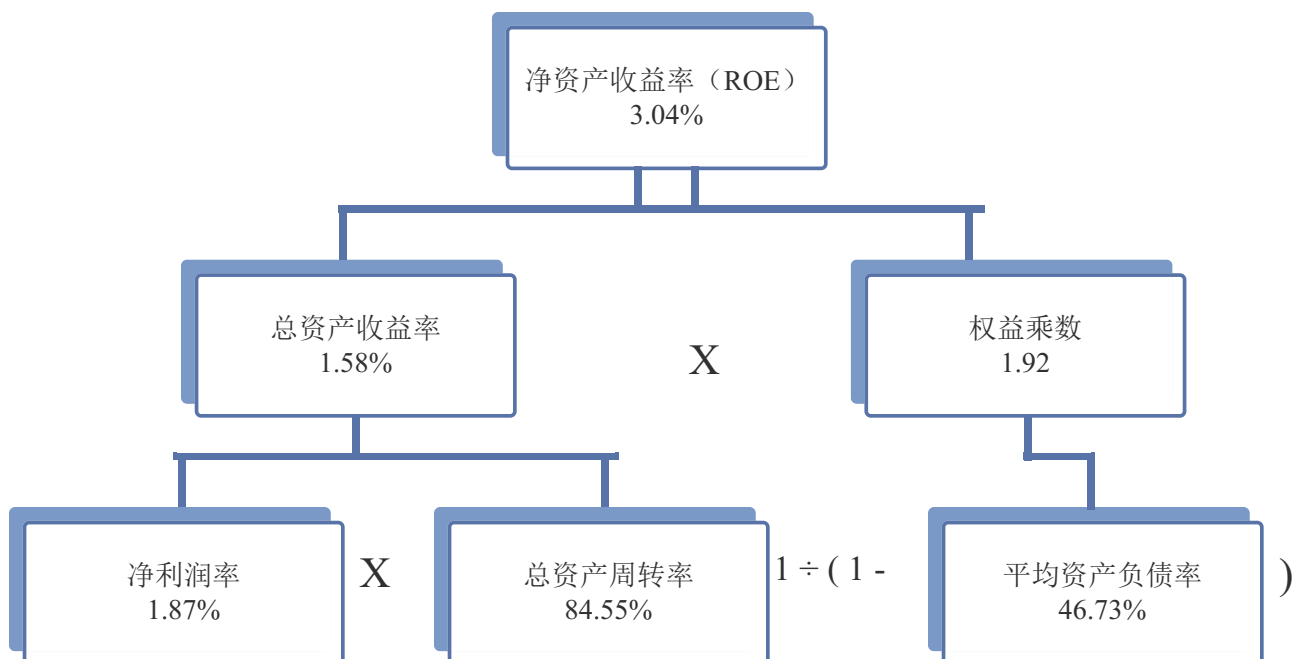 净资产收益率（ROE）
3.04%
总资产收益率
1.58%
X
权益乘数
1.92
净利润率
1.87%
X
总资产周转率
84.55%
1 ÷ ( 1 -
平均资产负债率
46.73%
)